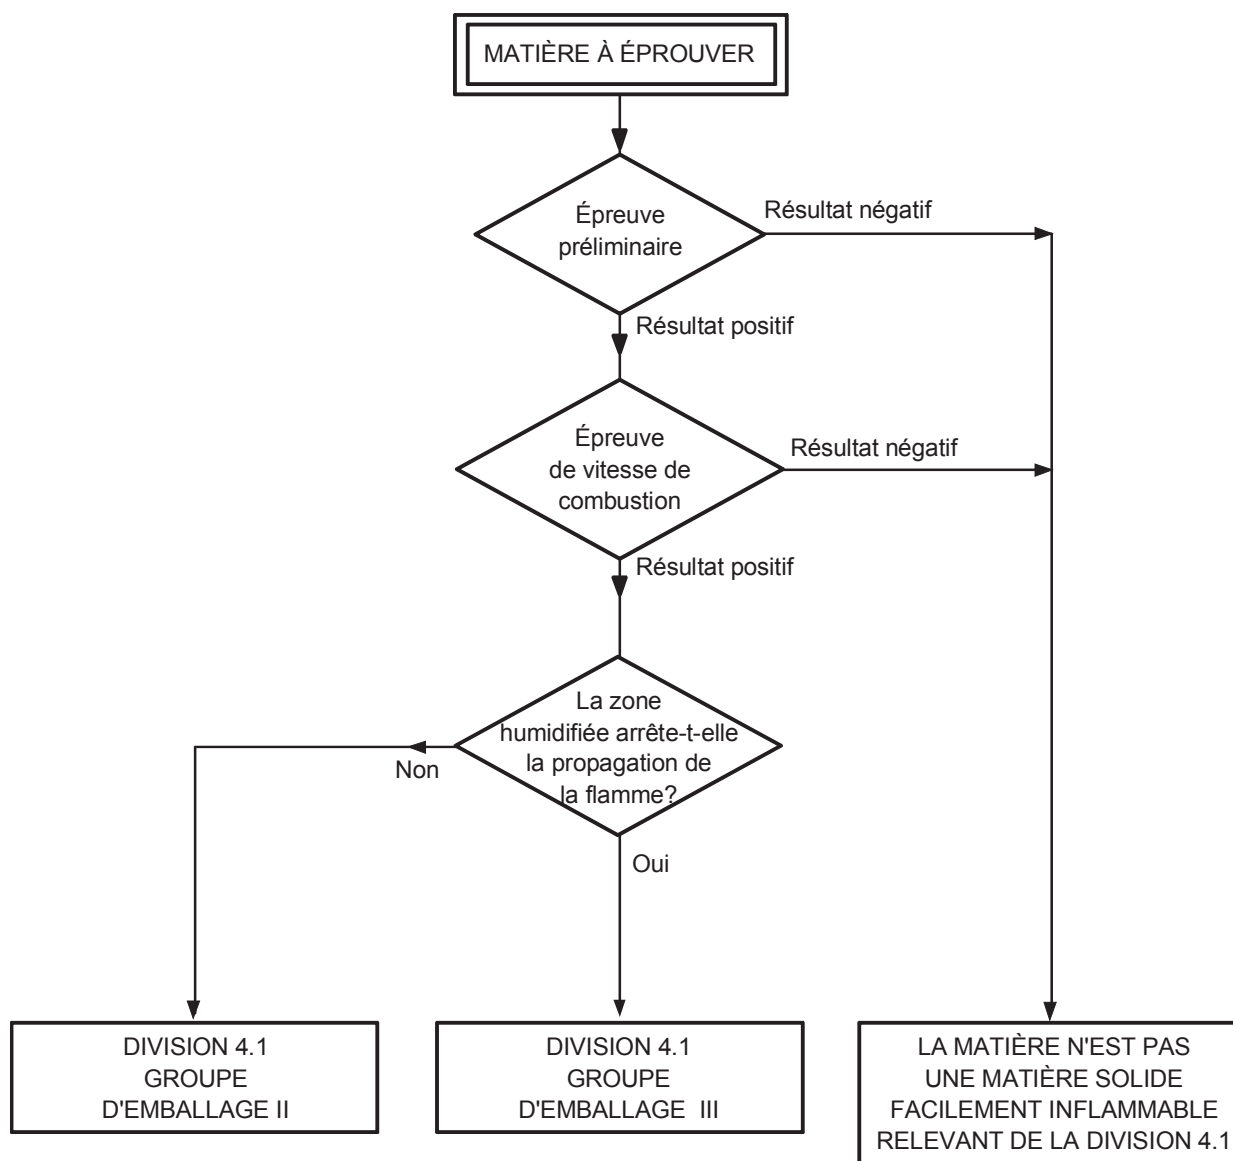 MATIÈRE À ÉPROUVER
Épreuve
préliminaire
Résultat négatif
Résultat positif
Épreuve
de vitesse de
combustion
Résultat négatif
Résultat positif
La zone
humidifiée arrête-t-elle
la propagation de
la flamme?
Non
Oui
DIVISION 4.1
GROUPE
D'EMBALLAGE II
DIVISION 4.1
GROUPE
D'EMBALLAGE III
LA MATIÈRE N'EST PAS
UNE MATIÈRE SOLIDE
FACILEMENT INFLAMMABLE
RELEVANT DE LA DIVISION 4.1